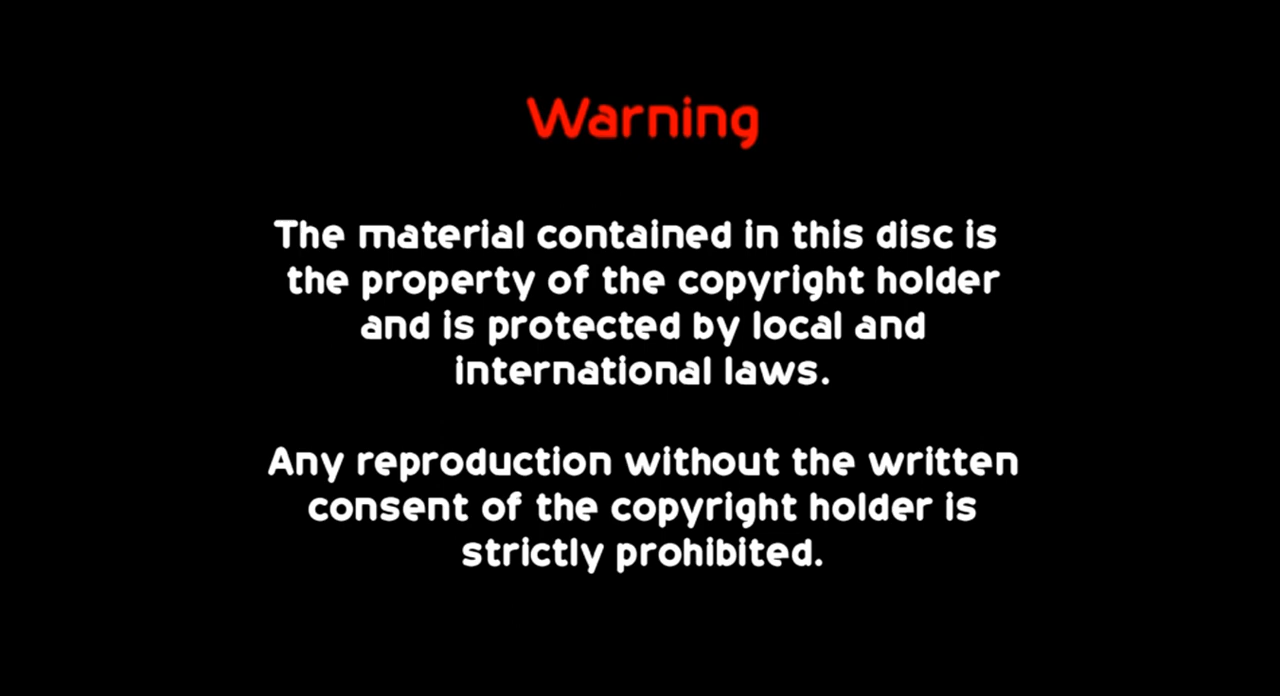 Warning
The material contained in this disc is
the property of the copyright holder
and is protected by local and
international laws.
Any reproduction without the written
consent of the copyright holder is
strictly prohibited.